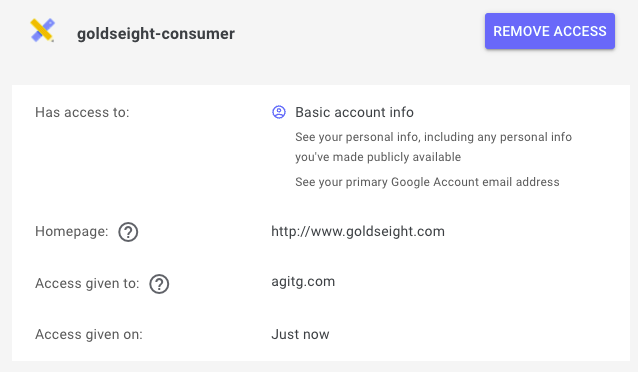 goldseight-consumer
REMOVE ACCESS
Has access to:
Basic account info
See your personal info, including any personal info
you've made publicly available
See your primary Google Account email address
Homepage: ?
http://www.goldseight.com
Access given to: ?
agitg.com
Access given on:
Just now